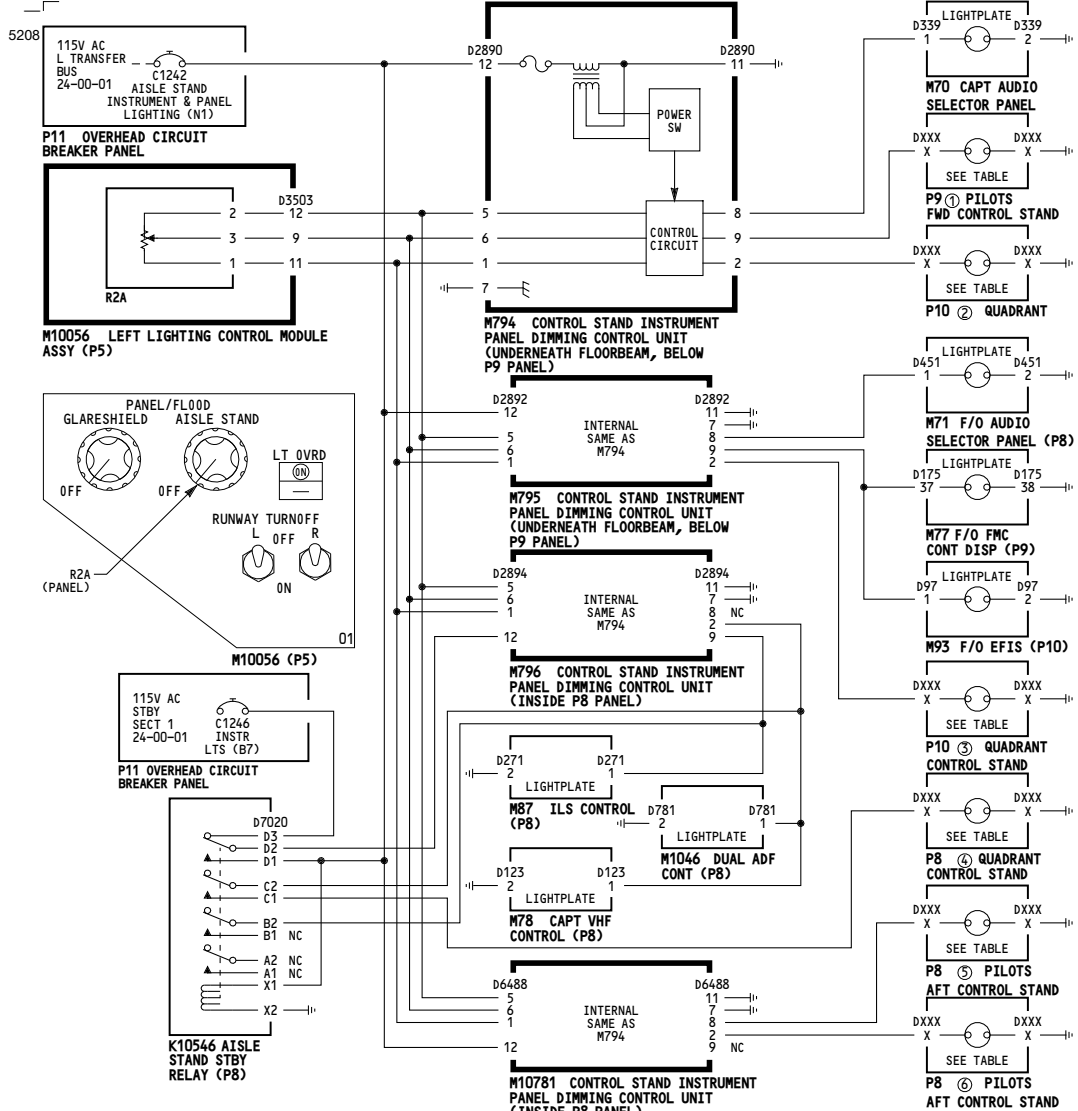 5208
115V AC
L TRANSFER
BUS
24-00-01
C1242
AISLE STAND
INSTRUMENT & PANEL
LIGHTING (N1)
P11 OVERHEAD CIRCUIT
BREAKER PANEL
D3503
2 12
3 9
1 11
R2A
M10056 LEFT LIGHTING CONTROL MODULE
ASSY (P5)
D2890 D2890
12 11
POWER
SW
CONTROL
CIRCUIT
5 8
6 9
1 2
7
M794 CONTROL STAND INSTRUMENT
PANEL DIMMING CONTROL UNIT
(UNDERNEATH FLOORBEAM, BELOW
P9 PANEL)
PANEL/FLOOD
GLARESHIELD AISLE STAND
OFF OFF
LT OVRD
ON
RUNWAY TURNOFF
L OFF R
ON
R2A
(PANEL)
01
M10056 (P5)
D2892 D2892
12 11
7
5 8
6 9
1 2
INTERNAL
SAME AS
M794
M795 CONTROL STAND INSTRUMENT
PANEL DIMMING CONTROL UNIT
(UNDERNEATH FLOORBEAM, BELOW
P9 PANEL)
D2894 D2894
5 11
6 7
1 8 NC
2
12 9
INTERNAL
SAME AS
M794
M796 CONTROL STAND INSTRUMENT
PANEL DIMMING CONTROL UNIT
(INSIDE P8 PANEL)
115V AC
STBY
SECT 1
24-00-01
C1246
INSTR
LTS (B7)
P11 OVERHEAD CIRCUIT
BREAKER PANEL
D7020
D3
D2
D1
C2
C1
B2
B1 NC
A2 NC
A1 NC
X1
X2
K10546 AISLE
STAND STBY
RELAY (P8)
D271 D271
2 1
LIGHTPLATE
M87 ILS CONTROL
(P8)
D781 D781
2 1
LIGHTPLATE
M1046 DUAL ADF
CONT (P8)
D123 D123
2 1
LIGHTPLATE
M78 CAPT VHF
CONTROL (P8)
D6488 D6488
5 11
6 7
1 8
2
12 9 NC
INTERNAL
SAME AS
M794
M10781 CONTROL STAND INSTRUMENT
PANEL DIMMING CONTROL UNIT
(INSIDE P8 PANEL)
LIGHTPLATE
D339 D339
1 2
M70 CAPT AUDIO
SELECTOR PANEL
DXXX DXXX
X X
SEE TABLE
P9 ① PILOTS
FWD CONTROL STAND
DXXX DXXX
X X
SEE TABLE
P10 ② QUADRANT
LIGHTPLATE
D451 D451
1 2
M71 F/O AUDIO
SELECTOR PANEL (P8)
LIGHTPLATE
D175 D175
37 38
M77 F/O FMC
CONT DISP (P9)
LIGHTPLATE
D97 D97
1 2
M93 F/O EFIS (P10)
DXXX DXXX
X X
SEE TABLE
P10 ③ QUADRANT
CONTROL STAND
DXXX DXXX
X X
SEE TABLE
P8 ④ QUADRANT
CONTROL STAND
DXXX DXXX
X X
SEE TABLE
P8 ⑤ PILOTS
AFT CONTROL STAND
DXXX DXXX
X X
SEE TABLE
P8 ⑥ PILOTS
AFT CONTROL STAND